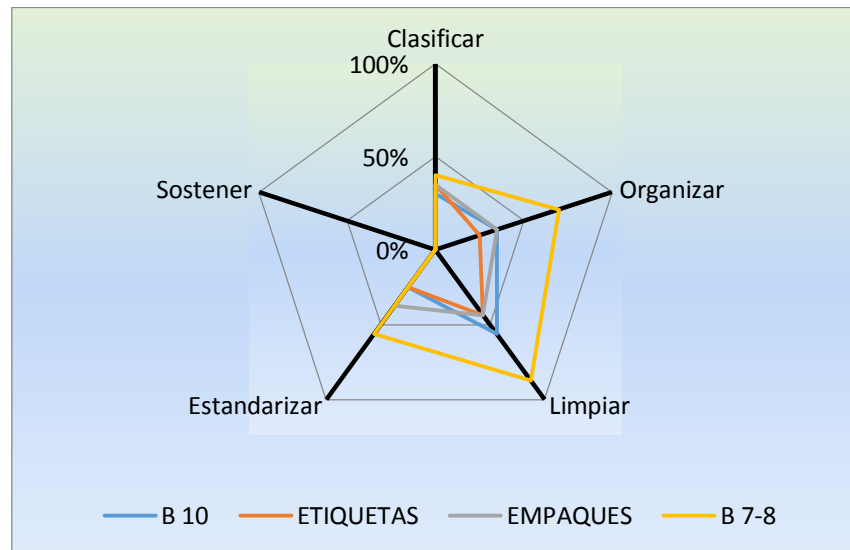 Clasificar
100%
50%
Sostener
Organizar
0%
Estandarizar
Limpiar
B 10
ETIQUETAS
EMPAQUES
B 7-8